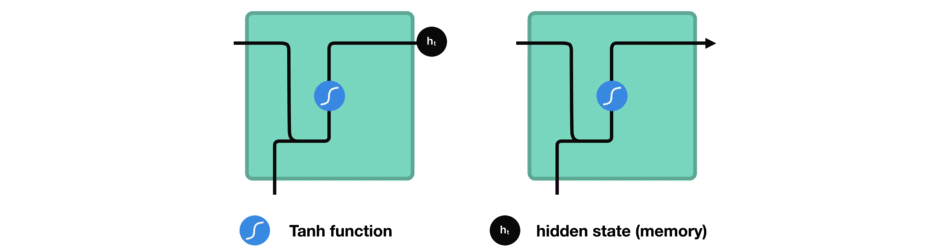 hₜ
Tanh function
hₜ hidden state (memory)